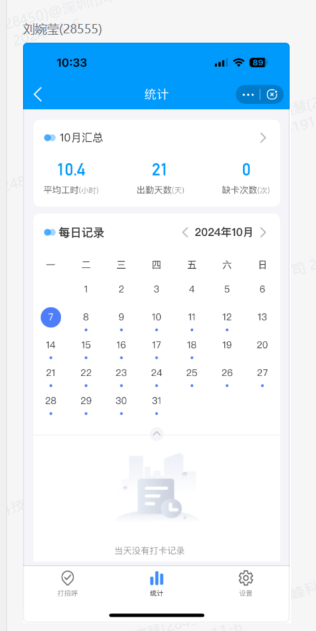 刘婉莹(28555)
10:33
89
统计
10月汇总
10.4 21 0
平均工时(小时) 出勤天数(天) 缺卡次数(次)
每日记录 2024年10月
一 二 三 四 五 六 日
1 2 3 4 5 6
7 8 9 10 11 12 13
14 15 16 17 18 19 20
21 22 23 24 25 26 27
28 29 30 31
当天没有打卡记录
打招呼 统计 设置